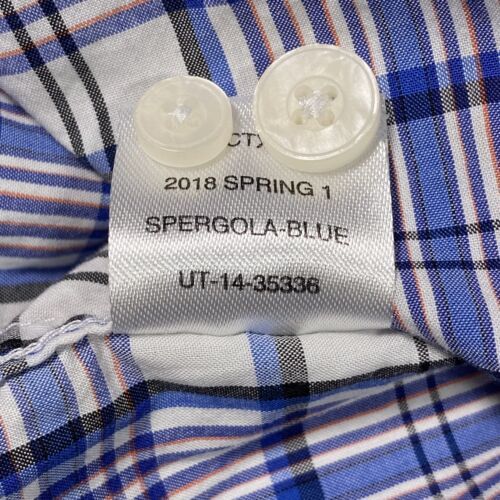 2018 SPRING 1
SPERGOLA-BLUE
UT-14-35336